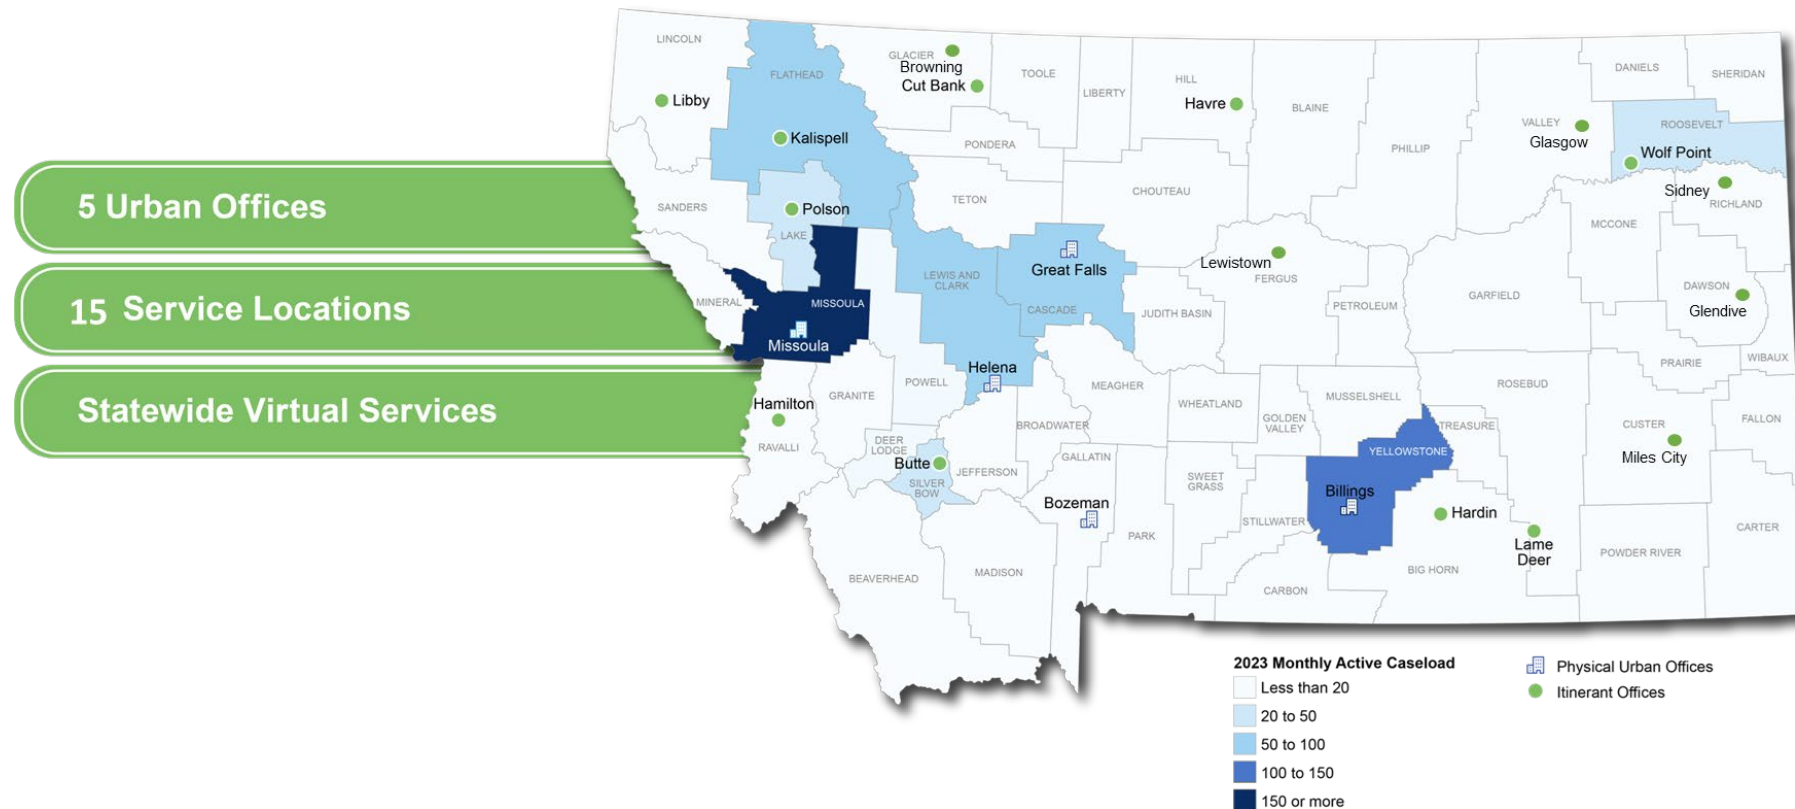 5 Urban Offices
15 Service Locations
Statewide Virtual Services
LINCOLN
Libby
FLATHEAD
Kalispell
GLACIER
Browning
Cut Bank
TOOLE
LIBERTY
HILL
Havre
BLAINE
PHILLIP
VALLEY
Glasgow
DANIELS
SHERIDAN
ROOSEVELT
Wolf Point
Sidney
RICHLAND
PONDERA
TETON
CHOUTEAU
SANDERS
Polson
LAKE
MINERAL
MISSOULA
Missoula
LEWIS AND
CLARK
Great Falls
CASCADE
JUDITH BASIN
Lewistown
FERGUS
PETROLEUM
GARFIELD
MCCONE
DAWSON
Glendive
PRAIRIE
WIBAUX
Helena
POWELL
GRANITE
Hamilton
RAVALLI
DEER
LODGE
Butte
SILVER
BOW
JEFFERSON
BROADWATER
MEAGHER
WHEATLAND
GOLDEN
VALLEY
MUSSELSHELL
TREASURE
ROSEBUD
CUSTER
Miles City
FALLON
GALLATIN
Bozeman
PARK
SWEET
GRASS
STILLWATER
YELLOWSTONE
Billings
Hardin
BIG HORN
Lame
Deer
POWDER RIVER
CARTER
BEAVERHEAD
MADISON
CARBON
2023 Monthly Active Caseload
Less than 20
20 to 50
50 to 100
100 to 150
150 or more
Physical Urban Offices
Itinerant Offices